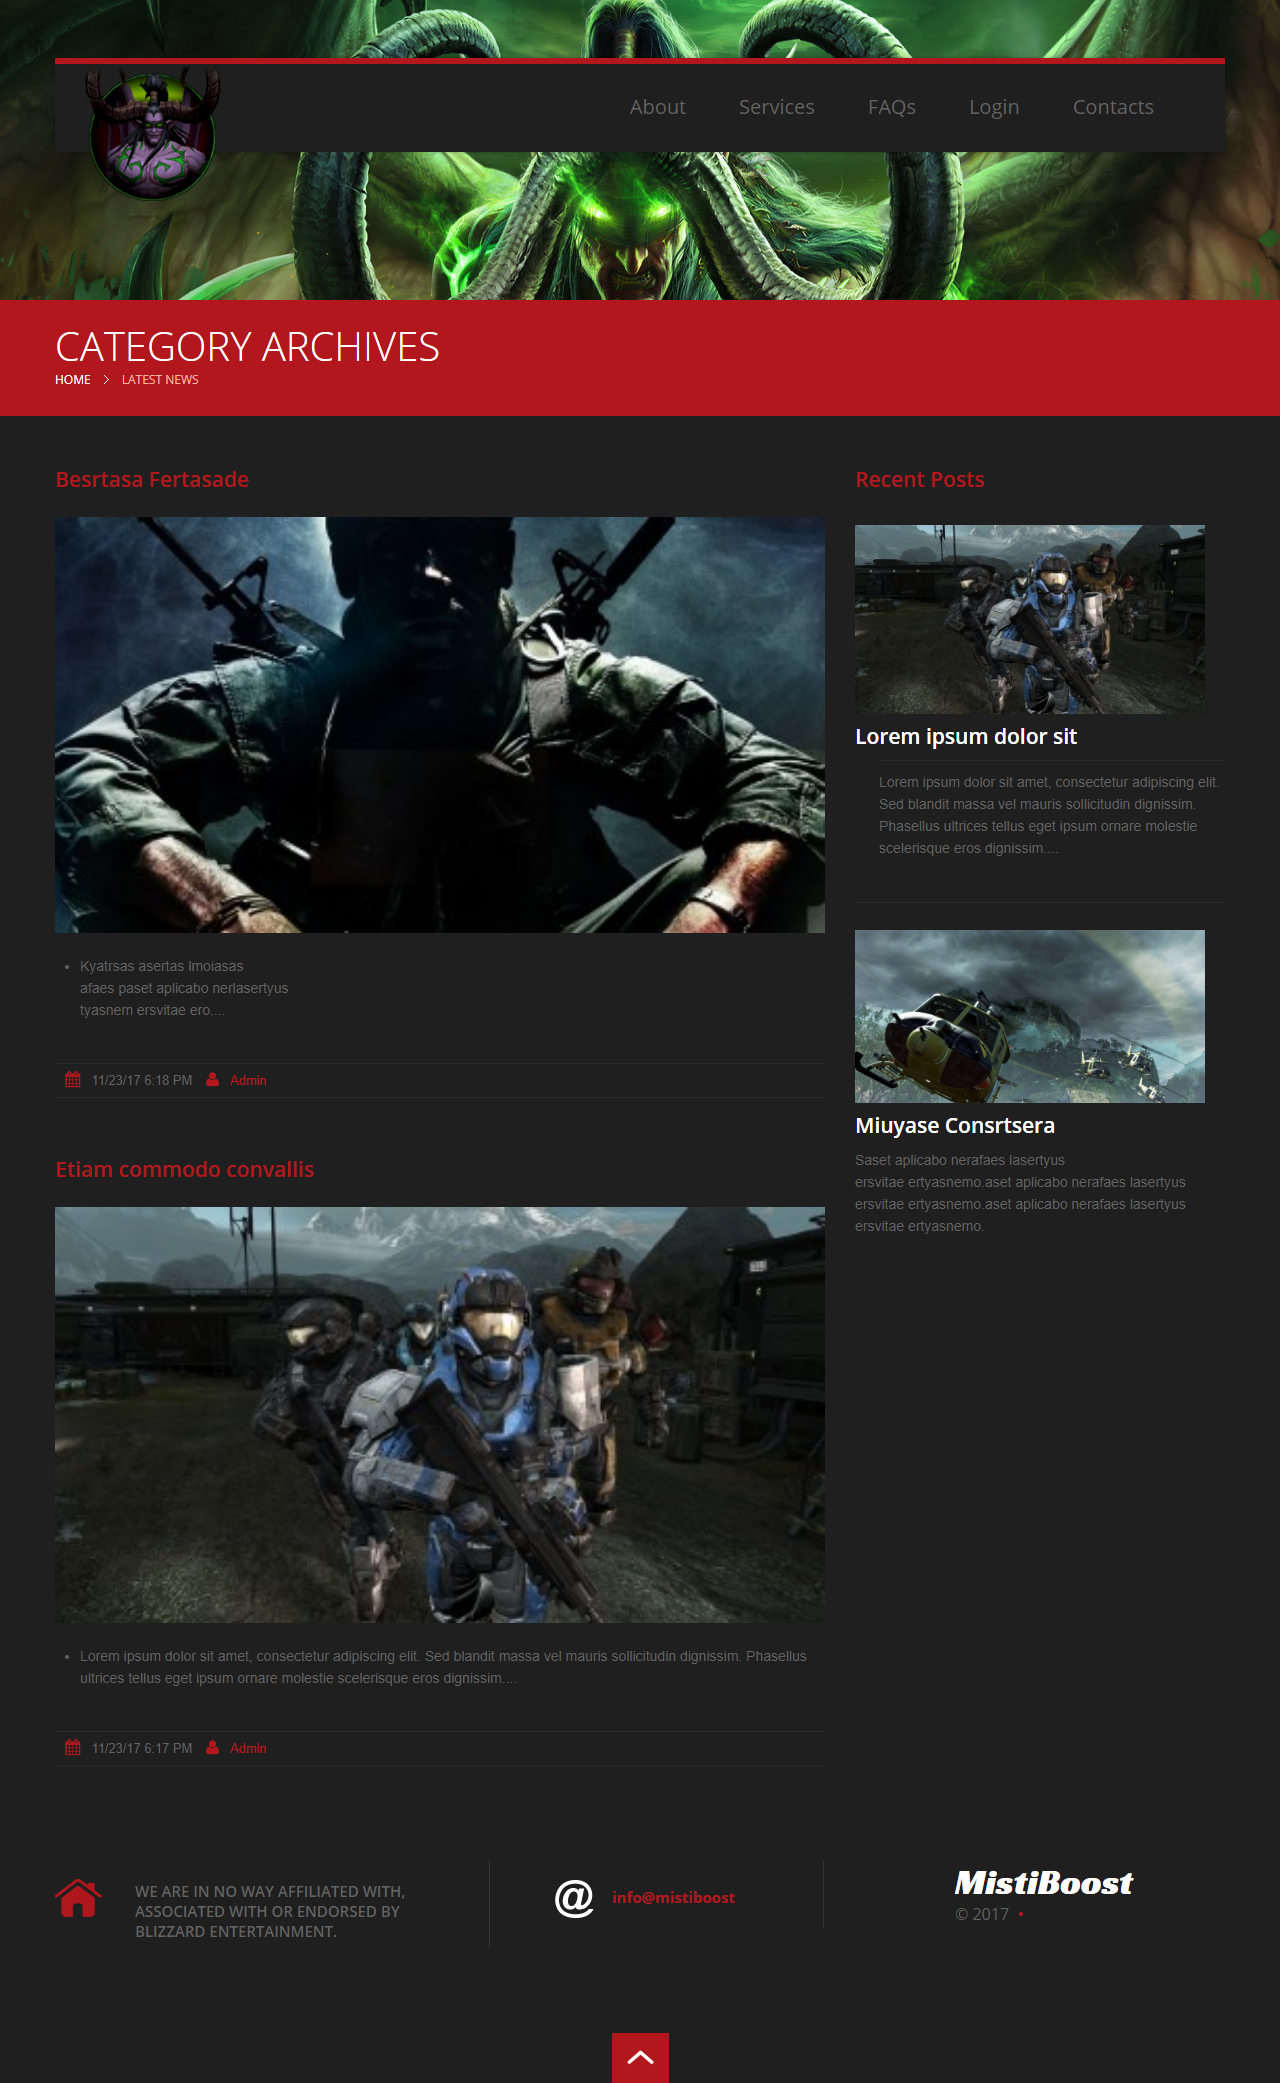 About
Services
FAQs
Login
Contacts
CATEGORY ARCHIVES
HOME
LATEST NEWS
Besrtasa Fertasade
Kyatrsas asertas lmoiasas
afaes paset aplicabo nerlasertyus
tyasnem ersvitae ero....
11/23/17 6:18 PM
Admin
Etiam commodo convallis
Lorem ipsum dolor sit amet, consectetur adipiscing elit. Sed blandit massa vel mauris sollicitudin dignissim. Phasellus
ultrices tellus eget ipsum ornare molestie scelerisque eros dignissim....
11/23/17 6:17 PM
Admin
Recent Posts
Lorem ipsum dolor sit
Lorem ipsum dolor sit amet, consectetur adipiscing elit.
Sed blandit massa vel mauris sollicitudin dignissim.
Phasellus ultrices tellus eget ipsum ornare molestie
scelerisque eros dignissim....
Miuyase Consrtsera
Saset aplicabo nerafaes lasertyus
ersvitae ertyasnemo.aset aplicabo nerafaes lasertyus
ersvitae ertyasnemo.aset aplicabo nerafaes lasertyus
ersvitae ertyasnemo.
WE ARE IN NO WAY AFFILIATED WITH,
ASSOCIATED WITH OR ENDORSED BY
BLIZZARD ENTERTAINMENT.
@ info@mistiboost
MistiBoost
© 2017 •